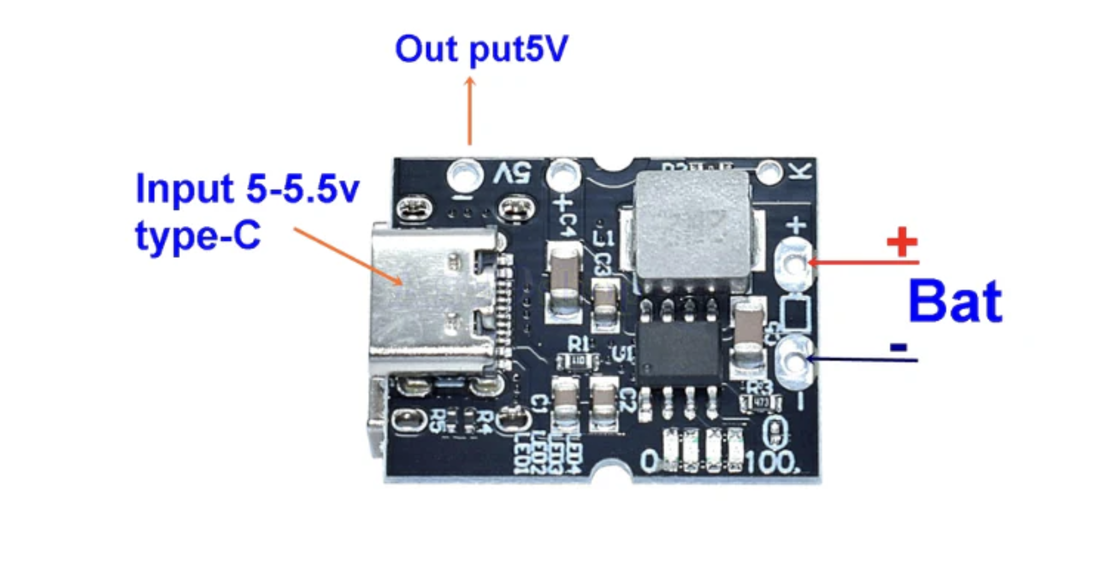 Out put5V
Input 5-5.5v
type-C
Bat
+
-
-
5V
+
K
C4
L1
C3
+
R1
U1
R3
473
-
C1
C2
R5
R4
LED1
LED2
LED3
LED4
0
100.